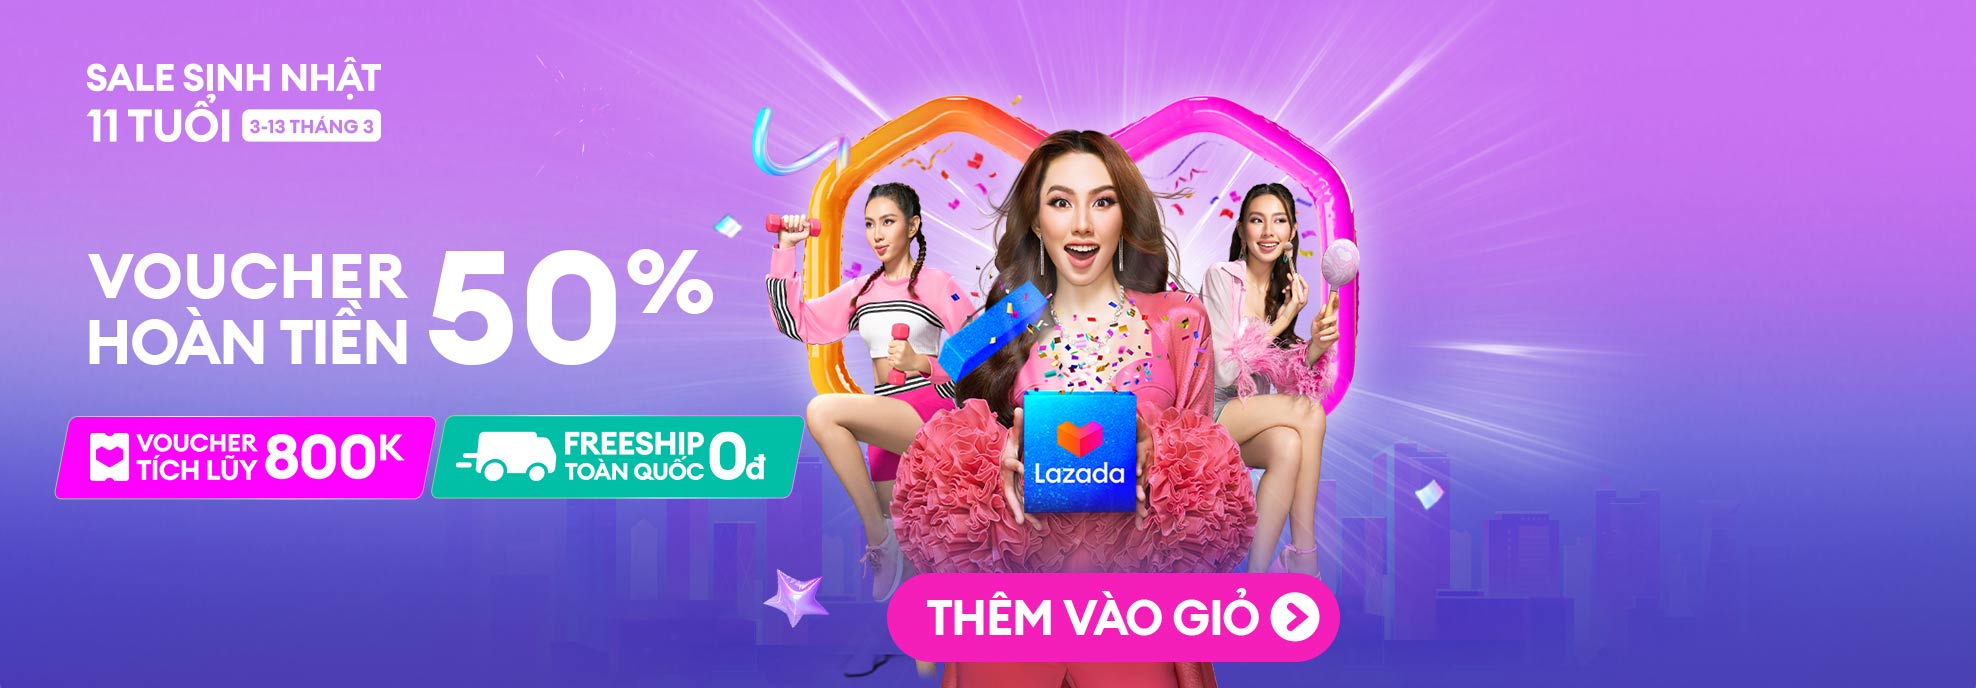 SALE SINH NHẬT
11 TUỔI 3-13 THÁNG 3
VOUCHER
HOÀN TIỀN 50%
VOUCHER
TÍCH LŨY 800K
FREESHIP
TOÀN QUỐC 0đ
Lazada
THÊM VÀO GIỎ